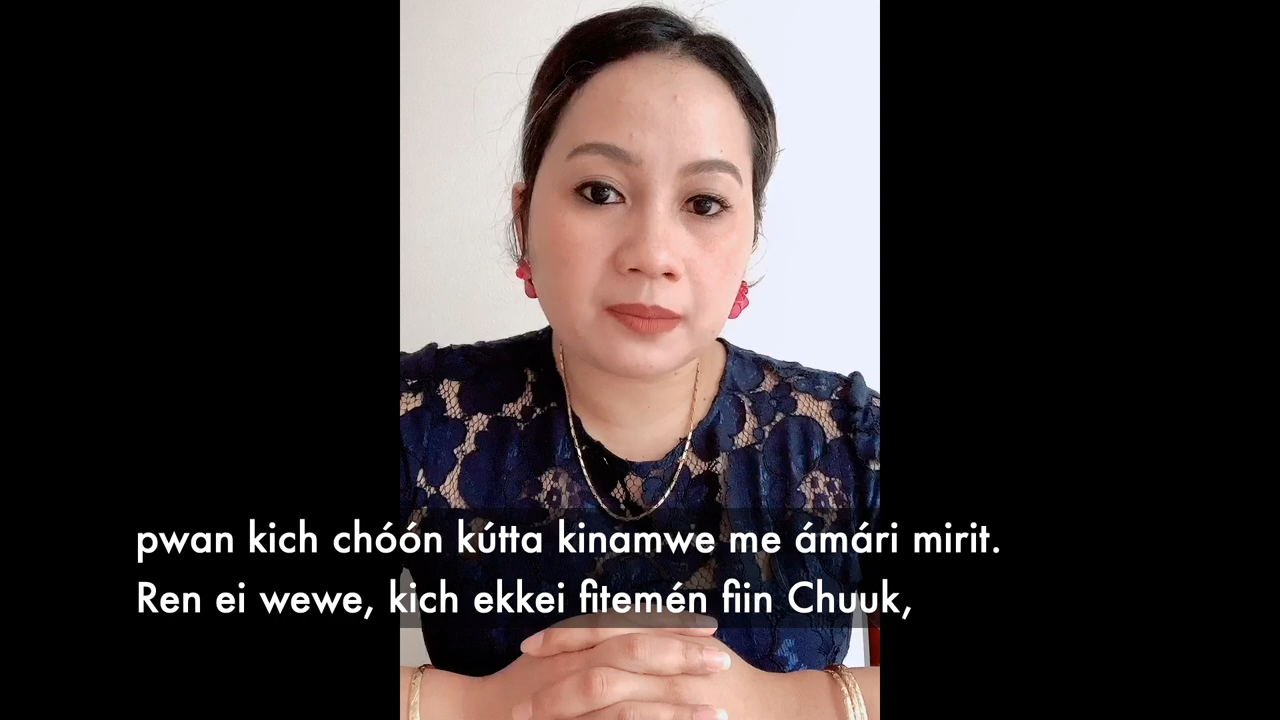 pwan kich chóón kútta kinamwe me ámári mirit.
Ren ei wewe, kich ekkei fitemén fiin Chuuk,